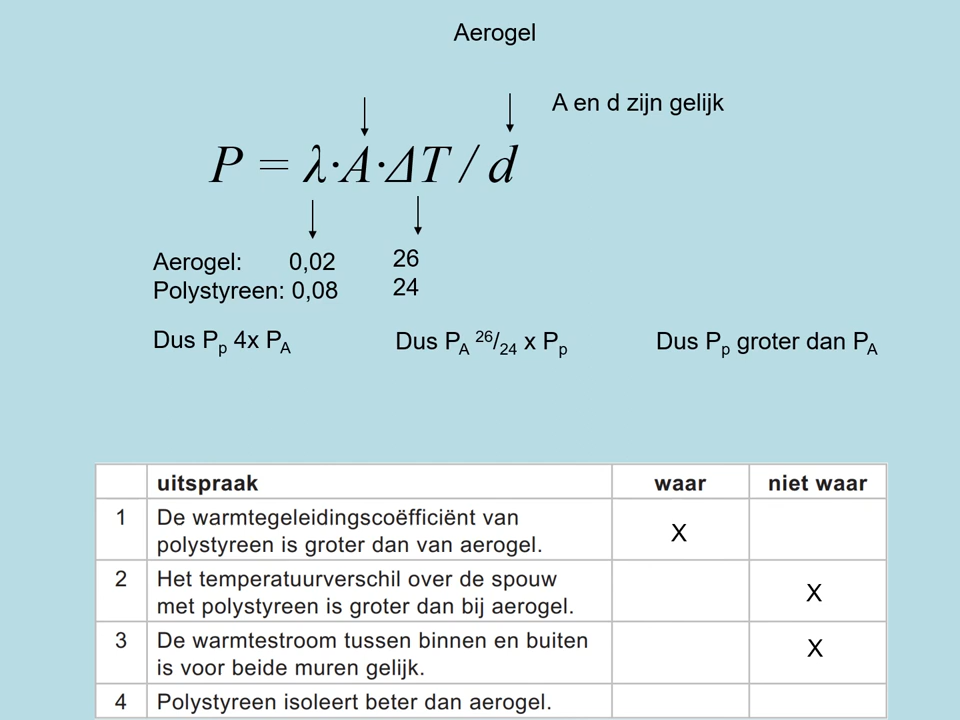 Aerogel
A en d zijn gelijk
P = λ·A·ΔT / d
Aerogel: 0,02 26
Polystyreen: 0,08 24
Dus Pp 4x PA Dus PA 26/24 x Pp Dus Pp groter dan PA
uitspraak waar niet waar
1 De warmtegeleidingscoëfficiënt van
polystyreen is groter dan van aerogel. X
2 Het temperatuurverschil over de spouw
met polystyreen is groter dan bij aerogel. X
3 De warmtestroom tussen binnen en buiten
is voor beide muren gelijk. X
4 Polystyreen isoleert beter dan aerogel.